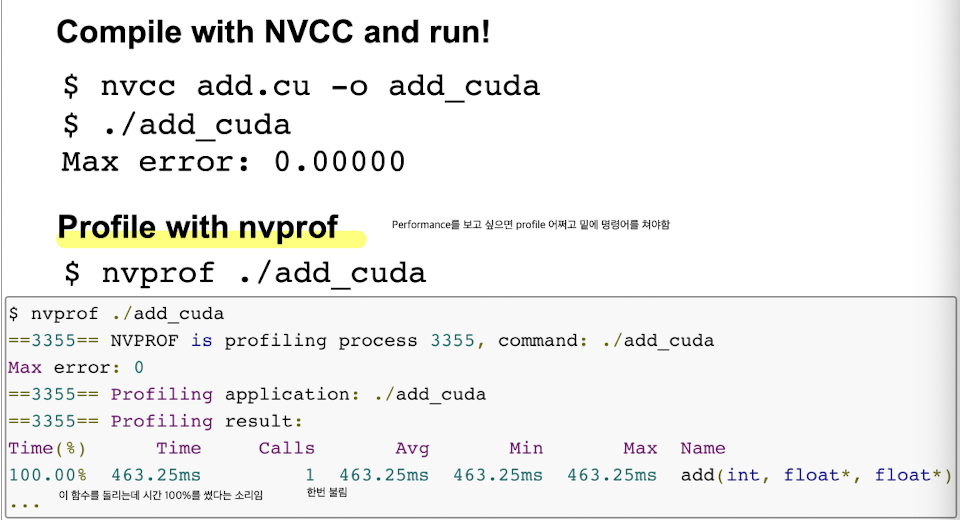 Compile with NVCC and run!
$ nvcc add.cu -o add_cuda
$ ./add_cuda
Max error: 0.00000
Profile with nvprof
Performance를 보고 싶으면 profile 어쩌고 밑에 명령어를 쳐야함
$ nvprof ./add_cuda
$ nvprof ./add_cuda
==3355== NVPROF is profiling process 3355, command: ./add_cuda
Max error: 0
==3355== Profiling application: ./add_cuda
==3355== Profiling result:
Time(%) Time Calls Avg Min Max Name
100.00% 463.25ms 1 463.25ms 463.25ms 463.25ms add(int, float*, float*)
이 함수를 돌리는데 시간 100%를 썼다는 소리임 한번 불림
...